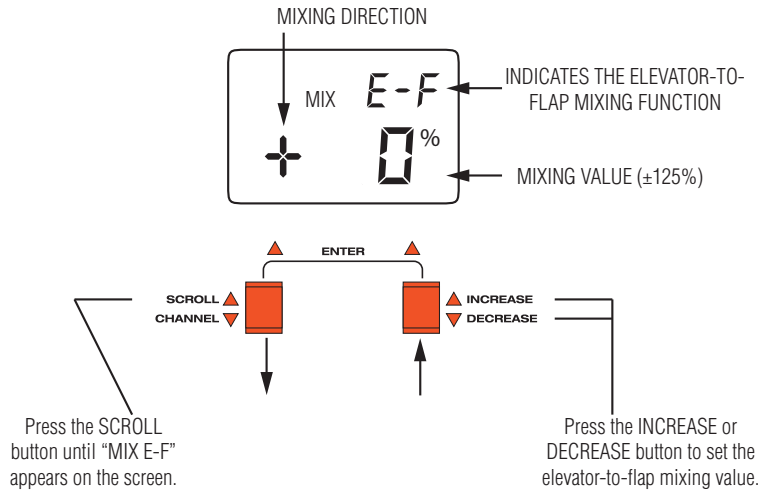 MIXING DIRECTION
MIX E-F
INDICATES THE ELEVATOR-TO-
FLAP MIXING FUNCTION
+ 0%
MIXING VALUE (±125%)
ENTER
SCROLL
CHANNEL
INCREASE
DECREASE
Press the SCROLL
button until “MIX E-F”
appears on the screen.
Press the INCREASE or
DECREASE button to set the
elevator-to-flap mixing value.